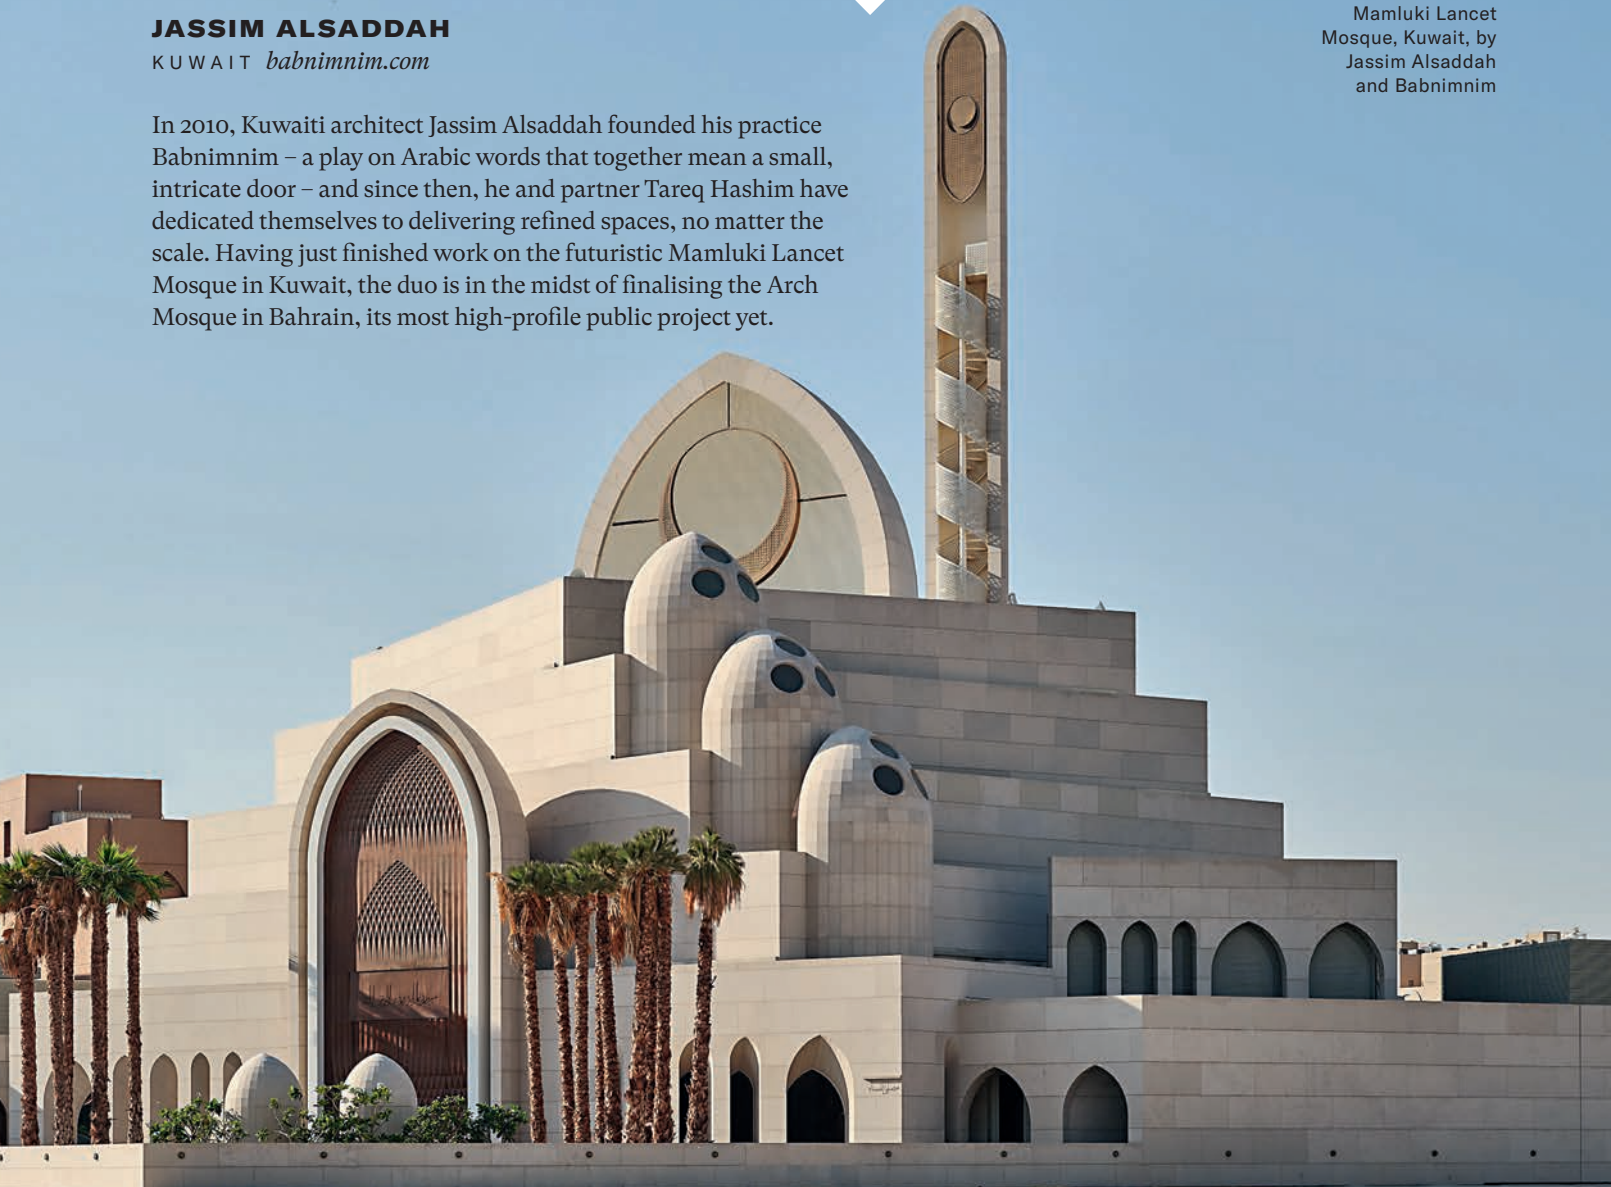 JASSIM ALSADDAH
KUWAIT babnimnim.com
In 2010, Kuwaiti architect Jassim Alsaddah founded his practice
Babnimnim – a play on Arabic words that together mean a small,
intricate door – and since then, he and partner Tareq Hashim have
dedicated themselves to delivering refined spaces, no matter the
scale. Having just finished work on the futuristic Mamluki Lancet
Mosque in Kuwait, the duo is in the midst of finalising the Arch
Mosque in Bahrain, its most high-profile public project yet.
Mamluki Lancet
Mosque, Kuwait, by
Jassim Alsaddah
and Babnimnim